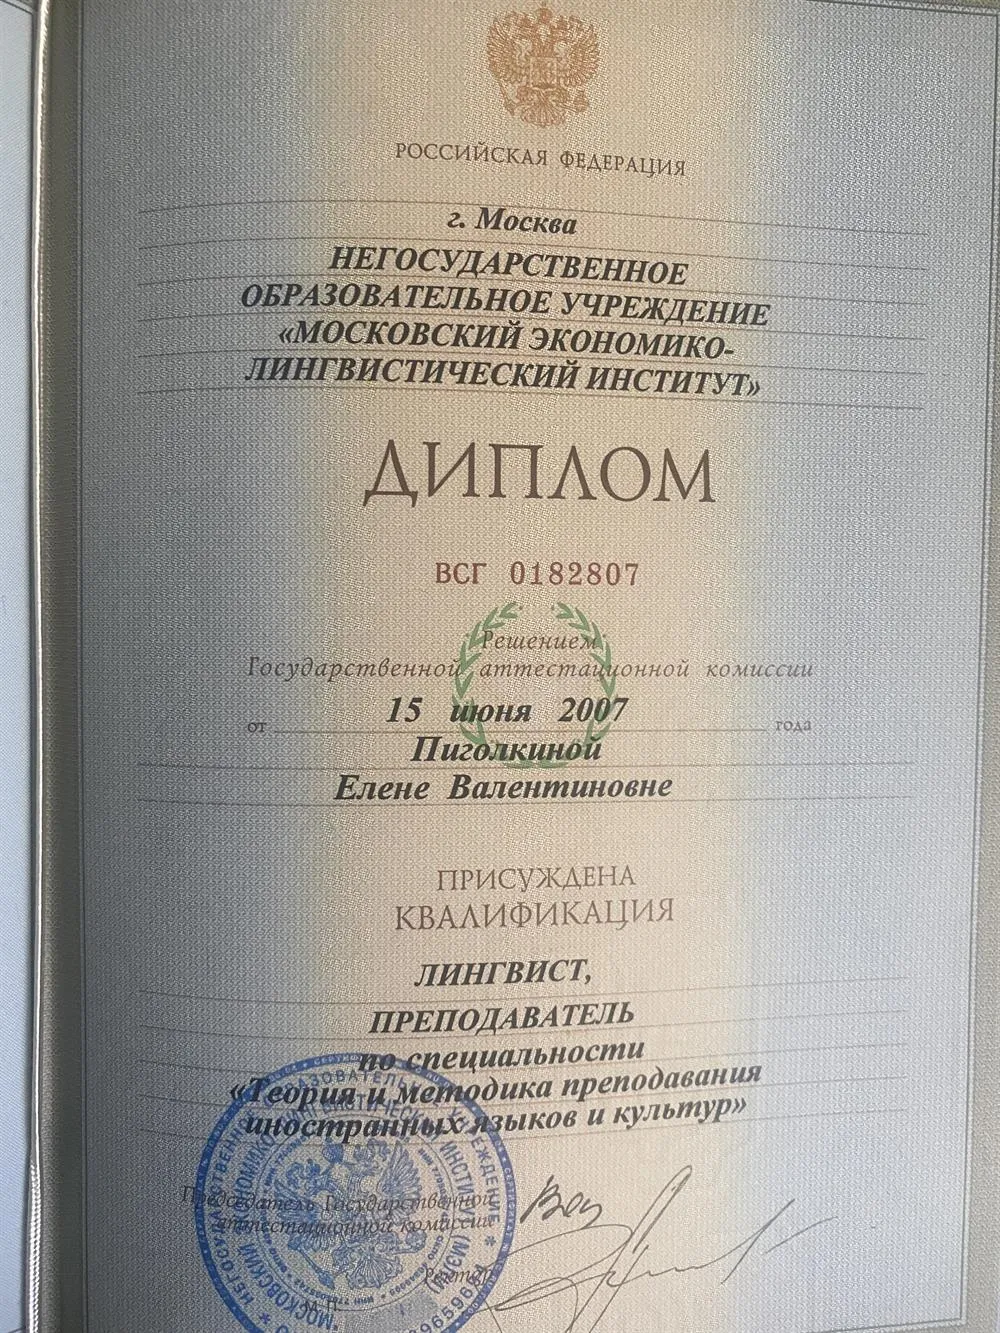 РОССИЙСКАЯ ФЕДЕРАЦИЯ
г. Москва
НЕГОСУДАРСТВЕННОЕ
ОБРАЗОВАТЕЛЬНОЕ УЧРЕЖДЕНИЕ
«МОСКОВСКИЙ ЭКОНОМИКО-
ЛИНГВИСТИЧЕСКИЙ ИНСТИТУТ»
ДИПЛОМ
ВСГ 0182807
Решением
Государственной аттестационной комиссии
от 15 июня 2007 года
Пиголкиной
Елене Валентиновне
ПРИСУЖДЕНА
КВАЛИФИКАЦИЯ
ЛИНГВИСТ,
ПРЕПОДАВАТЕЛЬ
по специальности
«Теория и методика преподавания
иностранных языков и культур»
Председатель Государственной
аттестационной комиссии
Ректор
М.П.